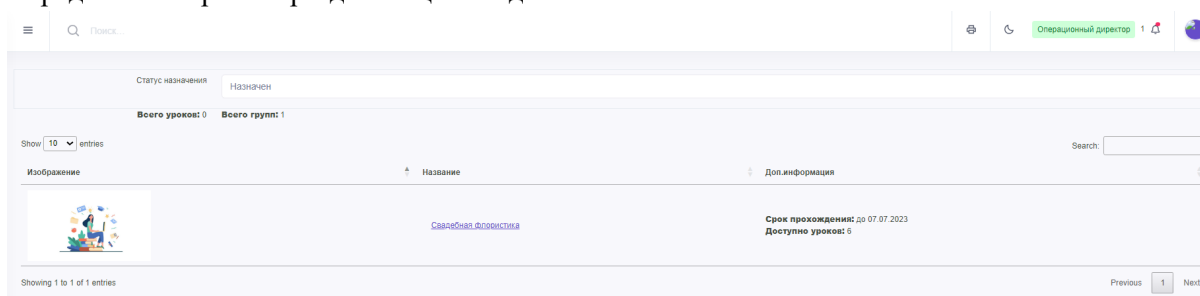 Поиск...
Операционный директор 1
Статус назначения Назначен
Всего уроков: 0 Всего групп: 1
Show 10 entries Search:
Изображение Название Доп.информация
Свадебная флористика
Срок прохождения: до 07.07.2023
Доступно уроков: 6
Showing 1 to 1 of 1 entries Previous 1 Next